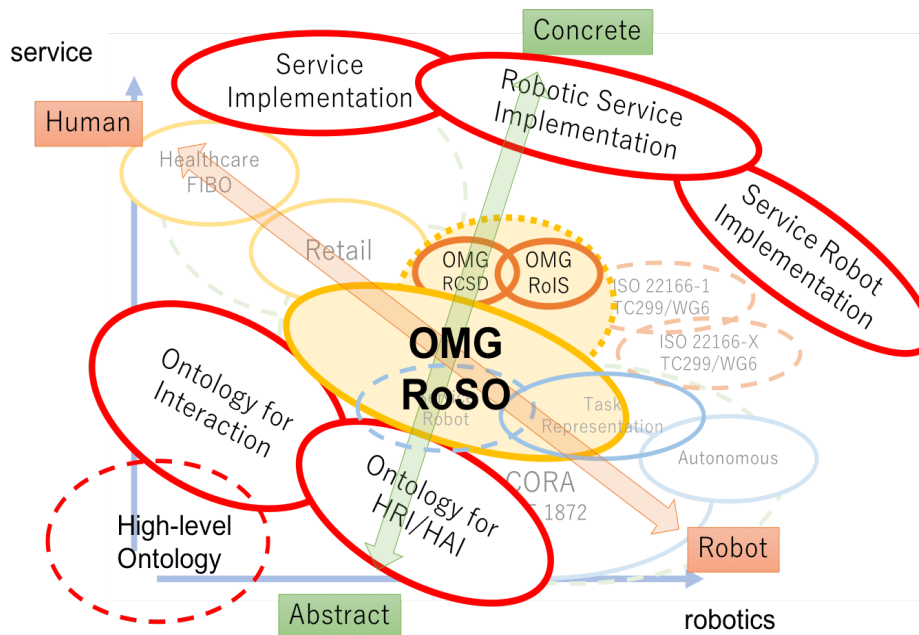 Concrete
service
Service
Implementation
Robotic Service
Implementation
Human
Healthcare
FIBO
Service Robot
Implementation
Retail
OMG
RCSD
OMG
RoIS
ISO 22166-1
TC299/WG6
ISO 22166-X
TC299/WG6
OMG
RoSO
Ontology for
Interaction
Robot
Task
Representation
Autonomous
Ontology for
HRI/HAI
CORA
1872
High-level
Ontology
Robot
Abstract
robotics